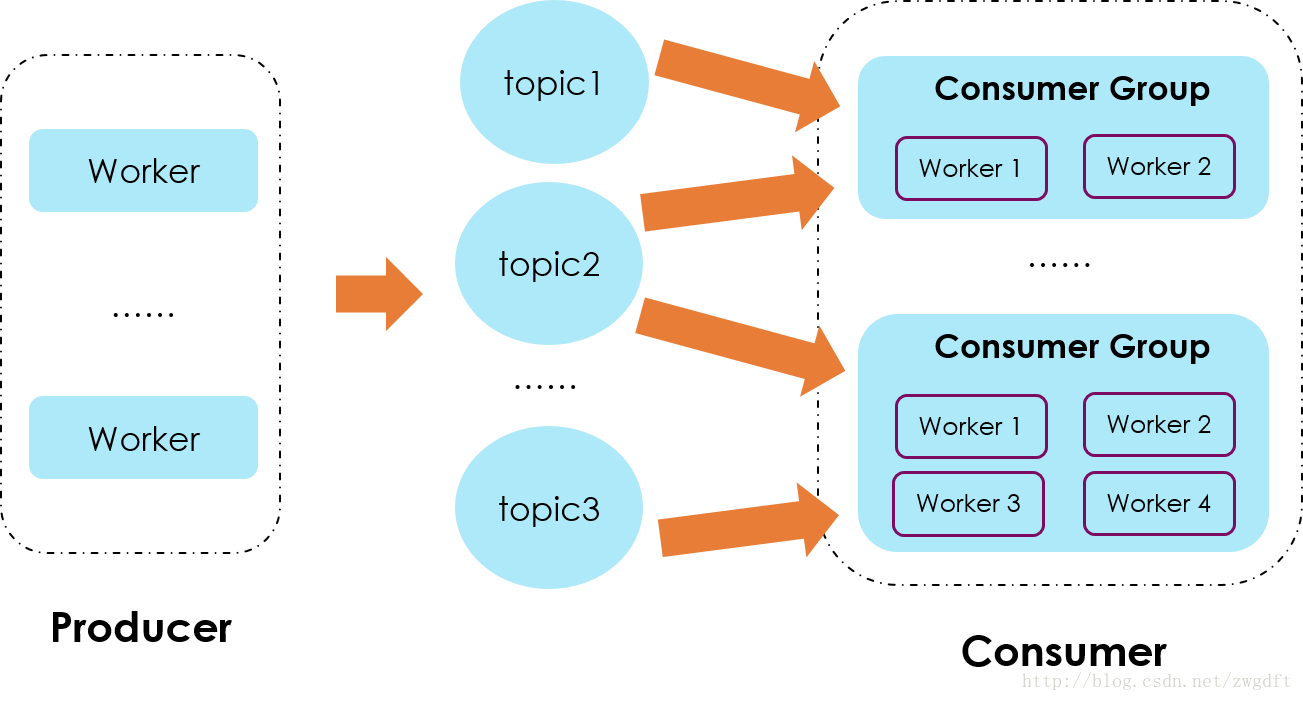 Worker
......
Worker
Producer
topic1
topic2
......
topic3
Consumer Group
Worker 1
Worker 2
......
Consumer Group
Worker 1
Worker 2
Worker 3
Worker 4
Consumer
http://blog.csdn.net/zwgdft